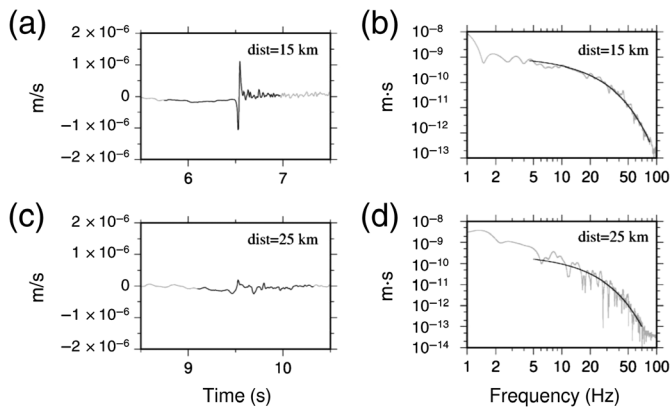 (a)
m/s
2 × 10⁻⁶
1 × 10⁻⁶
0
−1 × 10⁻⁶
−2 × 10⁻⁶
dist=15 km
6 7
(b)
m·s
10⁻⁸
10⁻⁹
10⁻¹⁰
10⁻¹¹
10⁻¹²
10⁻¹³
dist=15 km
1 2 5 10 20 50 100
(c)
m/s
2 × 10⁻⁶
1 × 10⁻⁶
0
−1 × 10⁻⁶
−2 × 10⁻⁶
dist=25 km
9 10
Time (s)
(d)
m·s
10⁻⁸
10⁻⁹
10⁻¹⁰
10⁻¹¹
10⁻¹²
10⁻¹³
10⁻¹⁴
dist=25 km
1 2 5 10 20 50 100
Frequency (Hz)